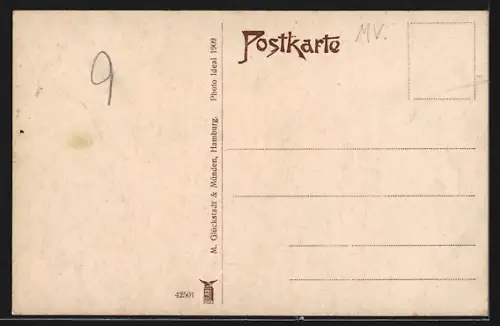 9
Postkarte
MV.
M. Glückstadt & Münden, Hamburg. Photo Ideal 1909
42501